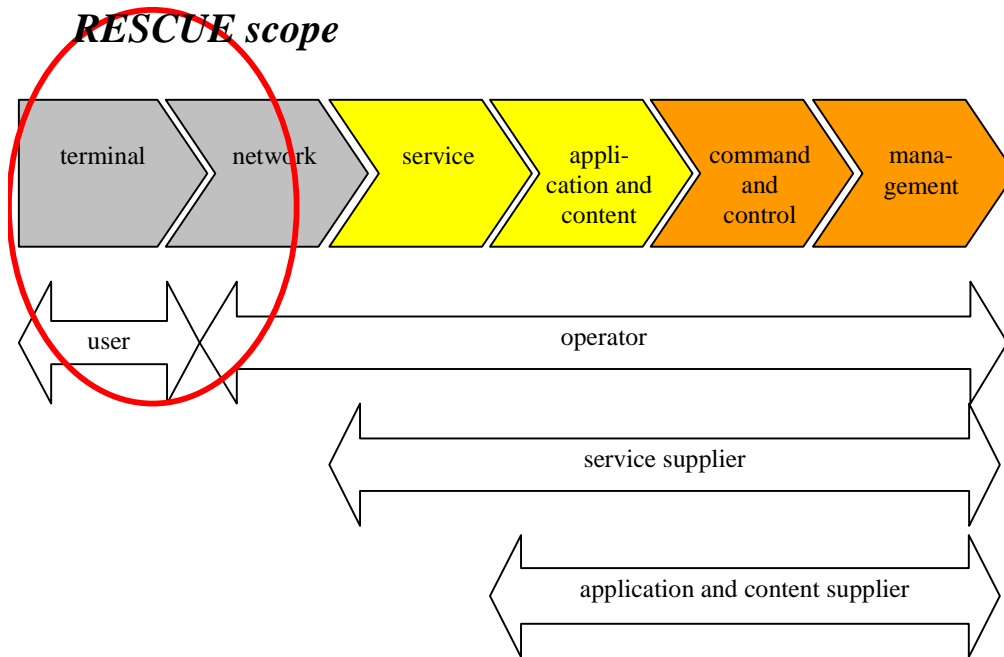 RESCUE scope
terminal
network
service
appli-
cation and
content
command
and
control
mana-
gement
user
operator
service supplier
application and content supplier